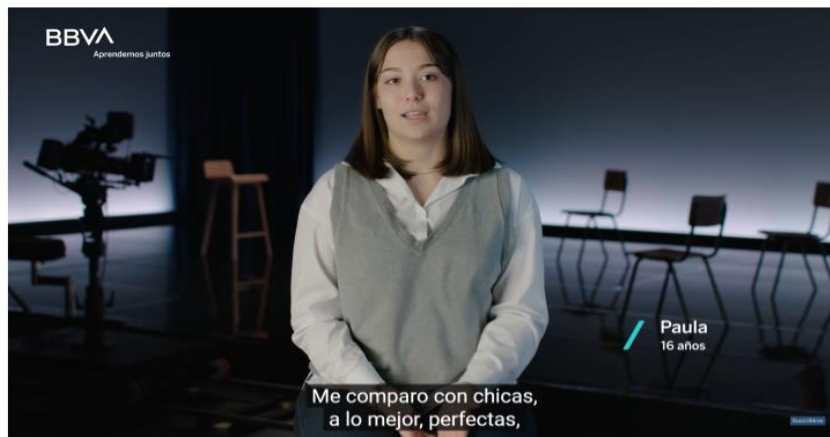 BBVA
Aprendemos juntos
Paula
16 años
Me comparo con chicas,
a lo mejor, perfectas,